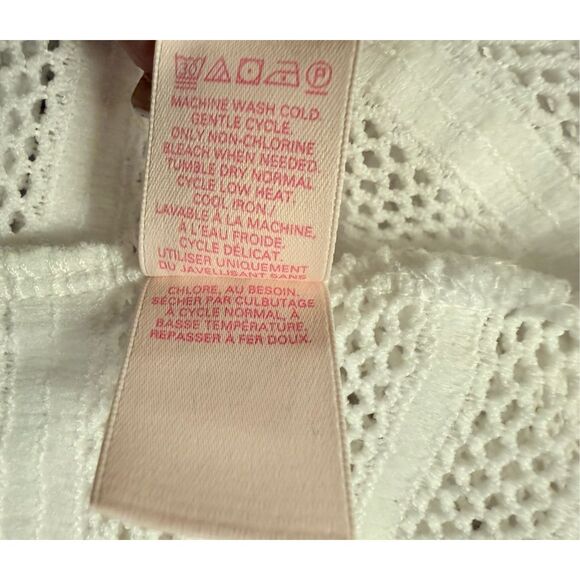 30 P
MACHINE WASH COLD.
GENTLE CYCLE.
ONLY NON-CHLORINE
BLEACH WHEN NEEDED.
TUMBLE DRY NORMAL
CYCLE LOW HEAT.
COOL IRON /
LAVABLE À LA MACHINE,
À L'EAU FROIDE.
CYCLE DÉLICAT.
UTILISER UNIQUEMENT
DU JAVELLISANT SANS
CHLORE, AU BESOIN.
SÉCHER PAR CULBUTAGE
À CYCLE NORMAL, À
BASSE TEMPÉRATURE.
REPASSER À FER DOUX.